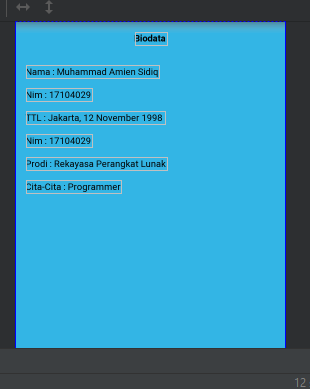 Biodata
Nama : Muhammad Amien Sidiq
Nim : 17104029
TTL : Jakarta, 12 November 1998
Nim : 17104029
Prodi : Rekayasa Perangkat Lunak
Cita-Cita : Programmer
12